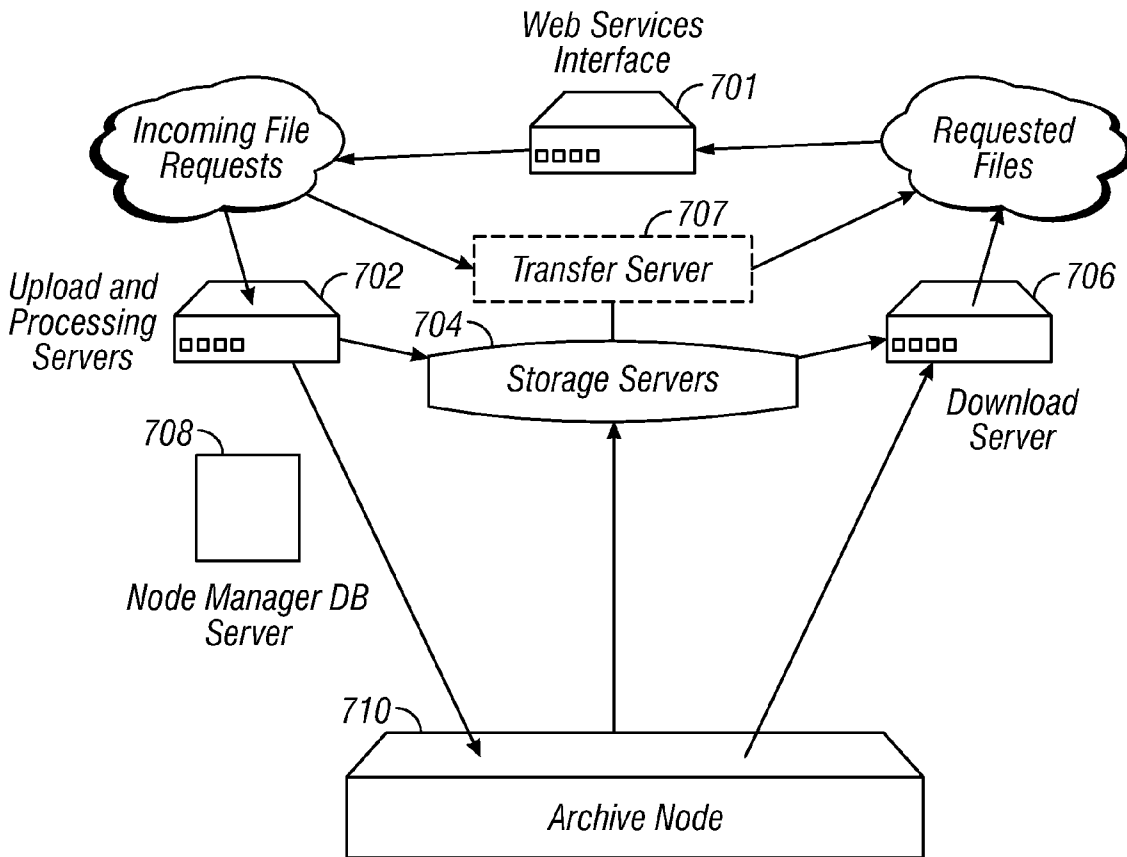 Web Services
Interface
701
Incoming File
Requests
Requested
Files
707
Transfer Server
702
Upload and
Processing
Servers
704
Storage Servers
706
Download
Server
708
Node Manager DB
Server
710
Archive Node